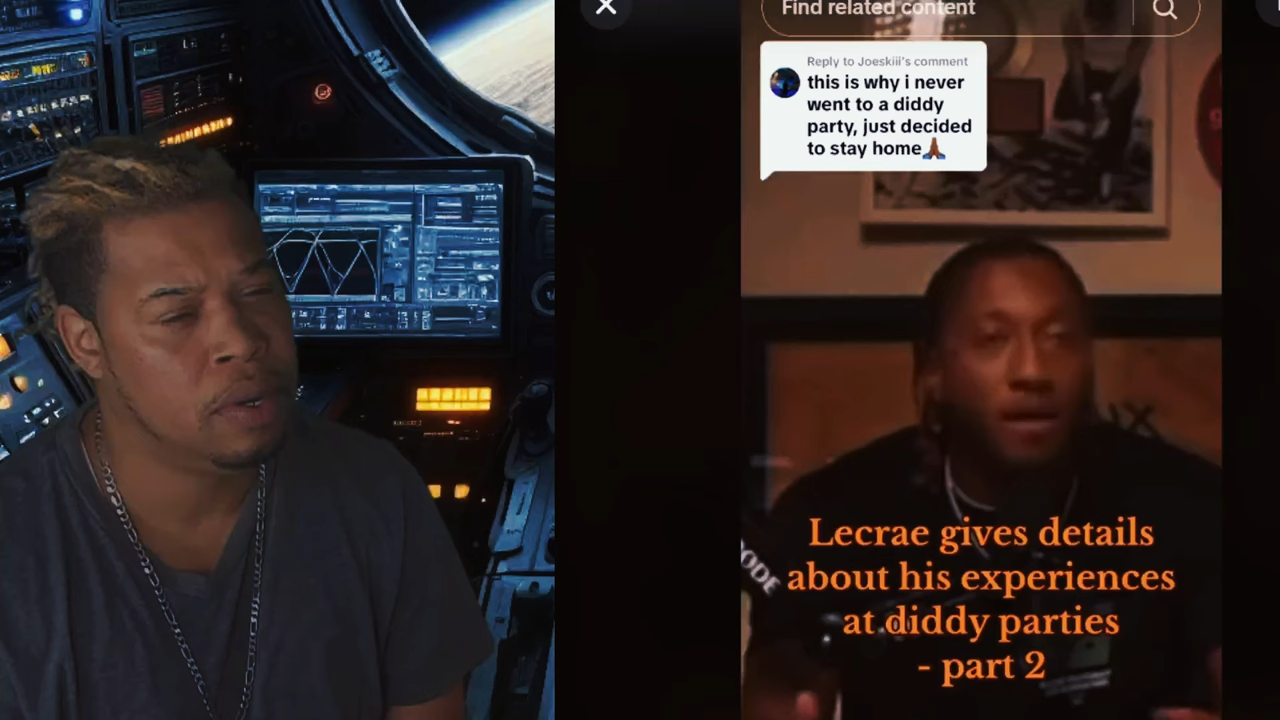 Find related content
Reply to Joeskiii's comment
this is why i never
went to a diddy
party, just decided
to stay home🙏🏾
Lecrae gives details
about his experiences
at diddy parties
- part 2